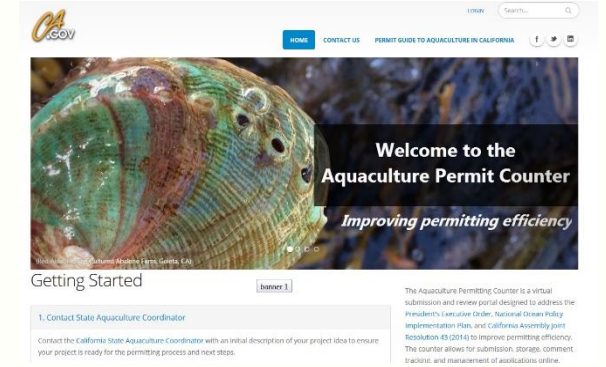 LOGIN
Search...
CA
.GOV
HOME
CONTACT US
PERMIT GUIDE TO AQUACULTURE IN CALIFORNIA
Welcome to the
Aquaculture Permit Counter
Improving permitting efficiency
Cultured Abalone Farm, Goleta, CA)
Getting Started
banner 1
1. Contact State Aquaculture Coordinator
Contact the California State Aquaculture Coordinator with an initial description of your project idea to ensure
your project is ready for the permitting process and next steps.
The Aquaculture Permitting Counter is a virtual
submission and review portal designed to address the
President's Executive Order, National Ocean Policy
Implementation Plan, and California Assembly Joint
Resolution 43 (2014) to improve permitting efficiency.
The counter allows for submission, storage, comment
tracking, and management of applications online.